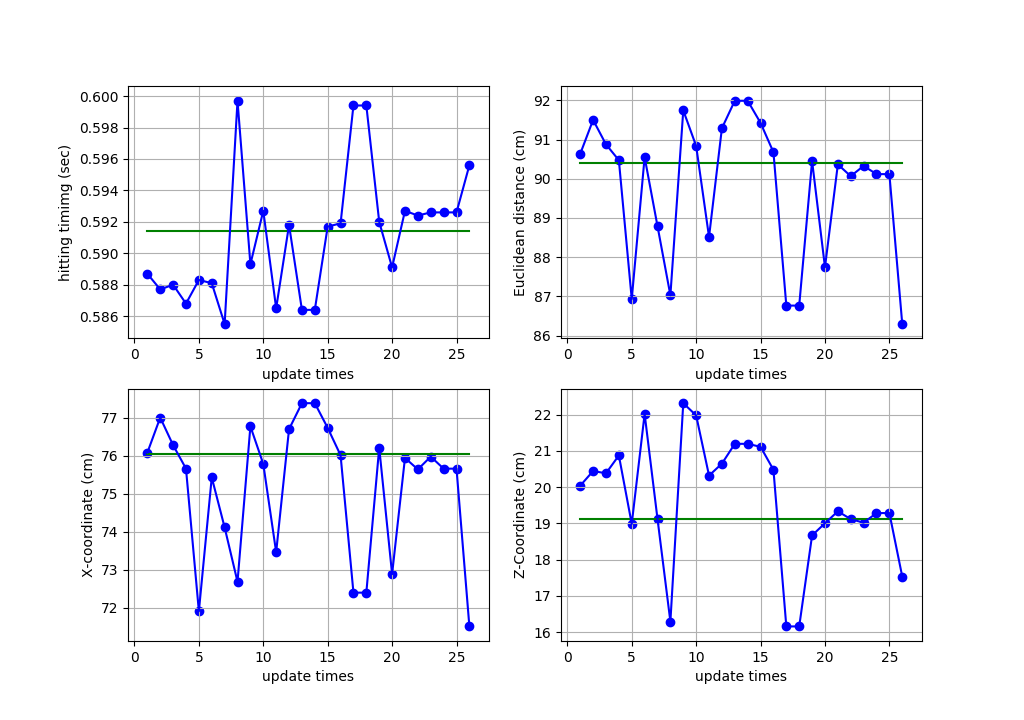 0.600
0.598
0.596
0.594
0.592
0.590
0.588
0.586
hitting timimg (sec)
0 5 10 15 20 25
update times
92
91
90
89
88
87
86
Euclidean distance (cm)
0 5 10 15 20 25
update times
77
76
75
74
73
72
X-coordinate (cm)
0 5 10 15 20 25
update times
22
21
20
19
18
17
16
Z-Coordinate (cm)
0 5 10 15 20 25
update times